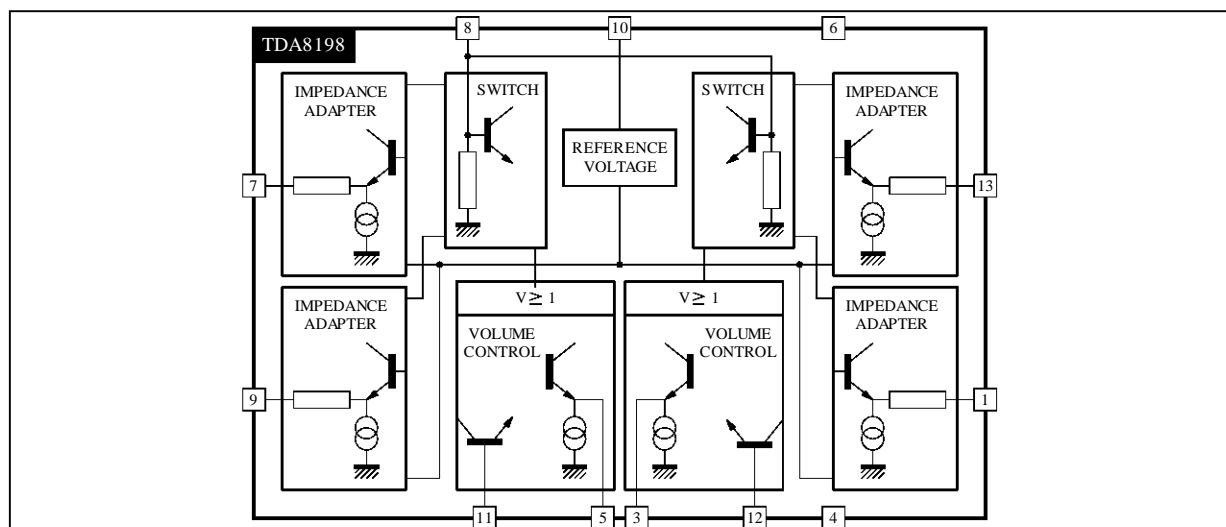 8 10 6
TDA8198
IMPEDANCE
ADAPTER
SWITCH
SWITCH
IMPEDANCE
ADAPTER
REFERENCE
VOLTAGE
7
13
IMPEDANCE
ADAPTER
V ≥ 1
V ≥ 1
IMPEDANCE
ADAPTER
VOLUME
CONTROL
VOLUME
CONTROL
9
1
11 5 3 12 4